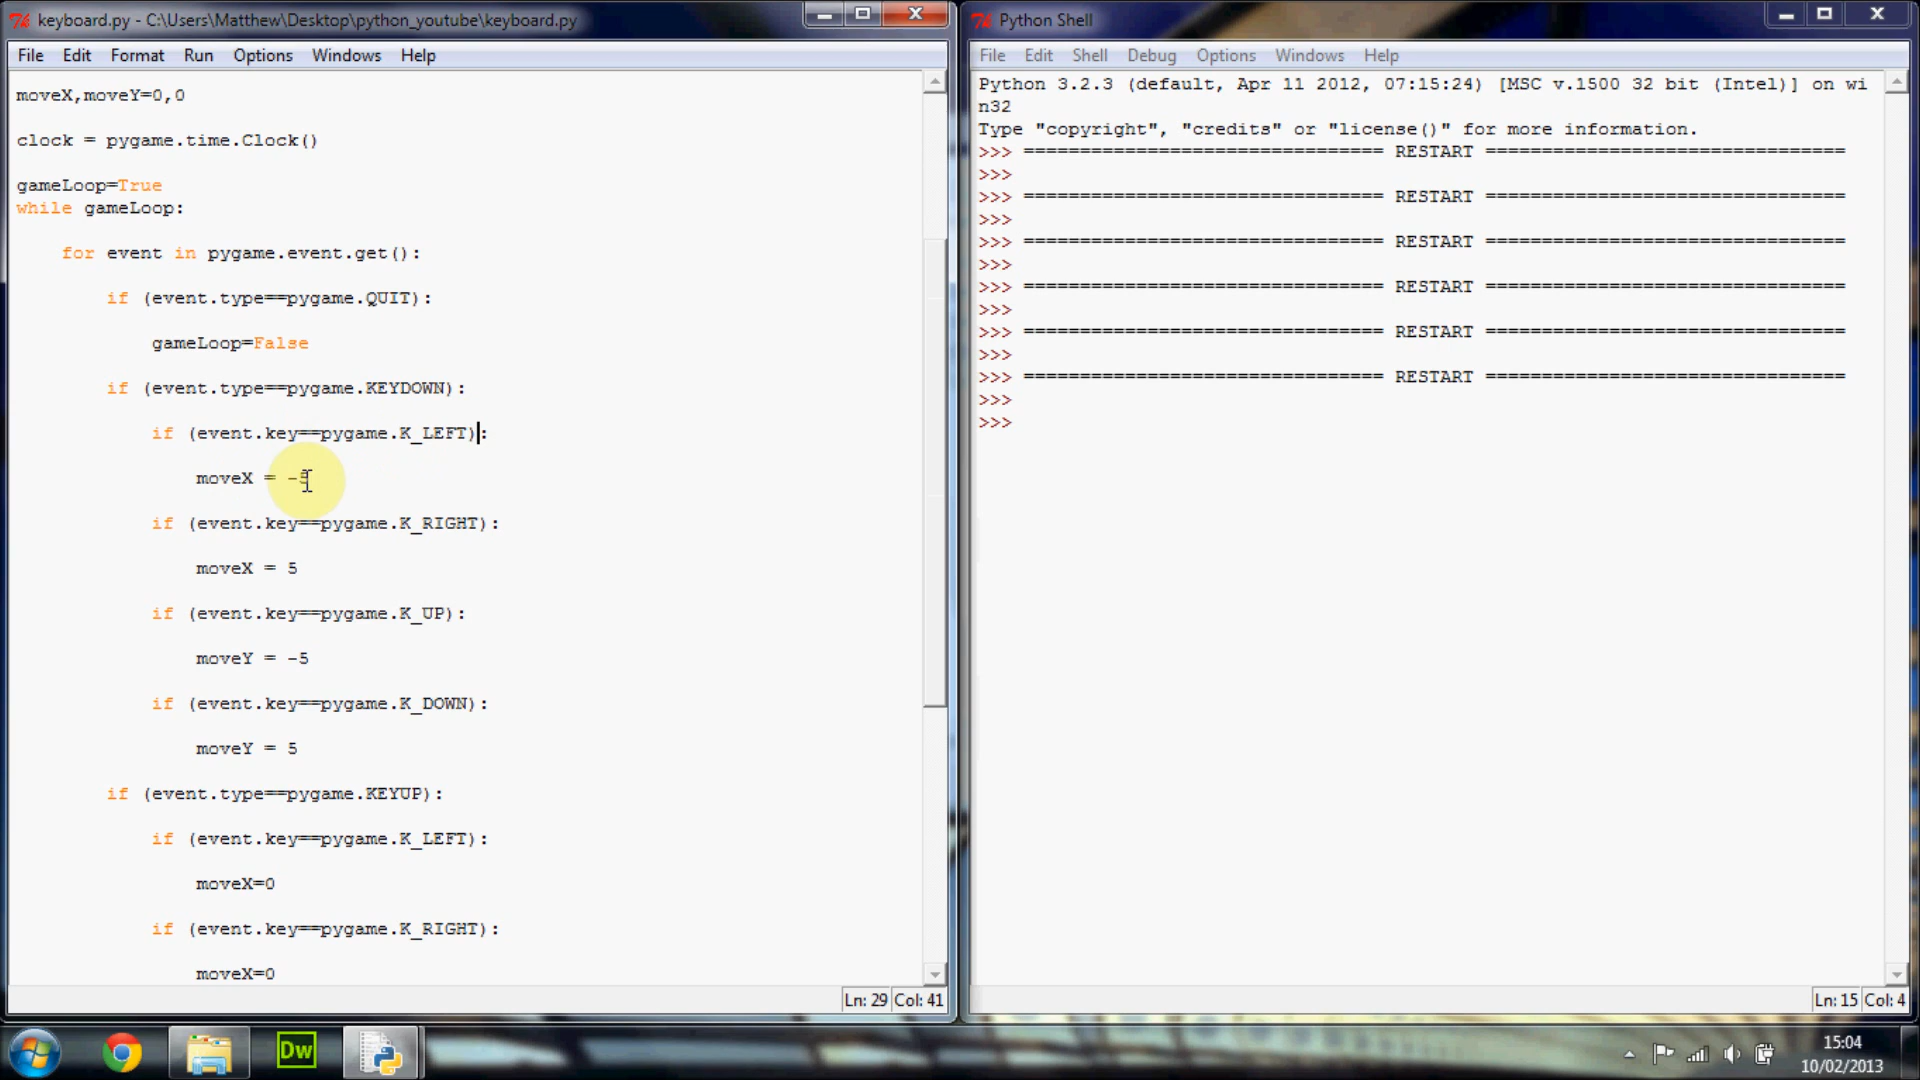 keyboard.py - C:\Users\Matthew\Desktop\python_youtube\keyboard.py
File Edit Format Run Options Windows Help
moveX,moveY=0,0
clock = pygame.time.Clock()
gameLoop=True
while gameLoop:
for event in pygame.event.get():
if (event.type==pygame.QUIT):
gameLoop=False
if (event.type==pygame.KEYDOWN):
if (event.key==pygame.K_LEFT):
moveX = -5
if (event.key==pygame.K_RIGHT):
moveX = 5
if (event.key==pygame.K_UP):
moveY = -5
if (event.key==pygame.K_DOWN):
moveY = 5
if (event.type==pygame.KEYUP):
if (event.key==pygame.K_LEFT):
moveX=0
if (event.key==pygame.K_RIGHT):
moveX=0
Ln: 29 Col: 41
Python Shell
File Edit Shell Debug Options Windows Help
Python 3.2.3 (default, Apr 11 2012, 07:15:24) [MSC v.1500 32 bit (Intel)] on wi
n32
Type "copyright", "credits" or "license()" for more information.
>>> ================================ RESTART ================================
>>>
>>> ================================ RESTART ================================
>>>
>>> ================================ RESTART ================================
>>>
>>> ================================ RESTART ================================
>>>
>>> ================================ RESTART ================================
>>>
>>> ================================ RESTART ================================
>>>
>>>
Ln: 15 Col: 4
Dw
15:04
10/02/2013